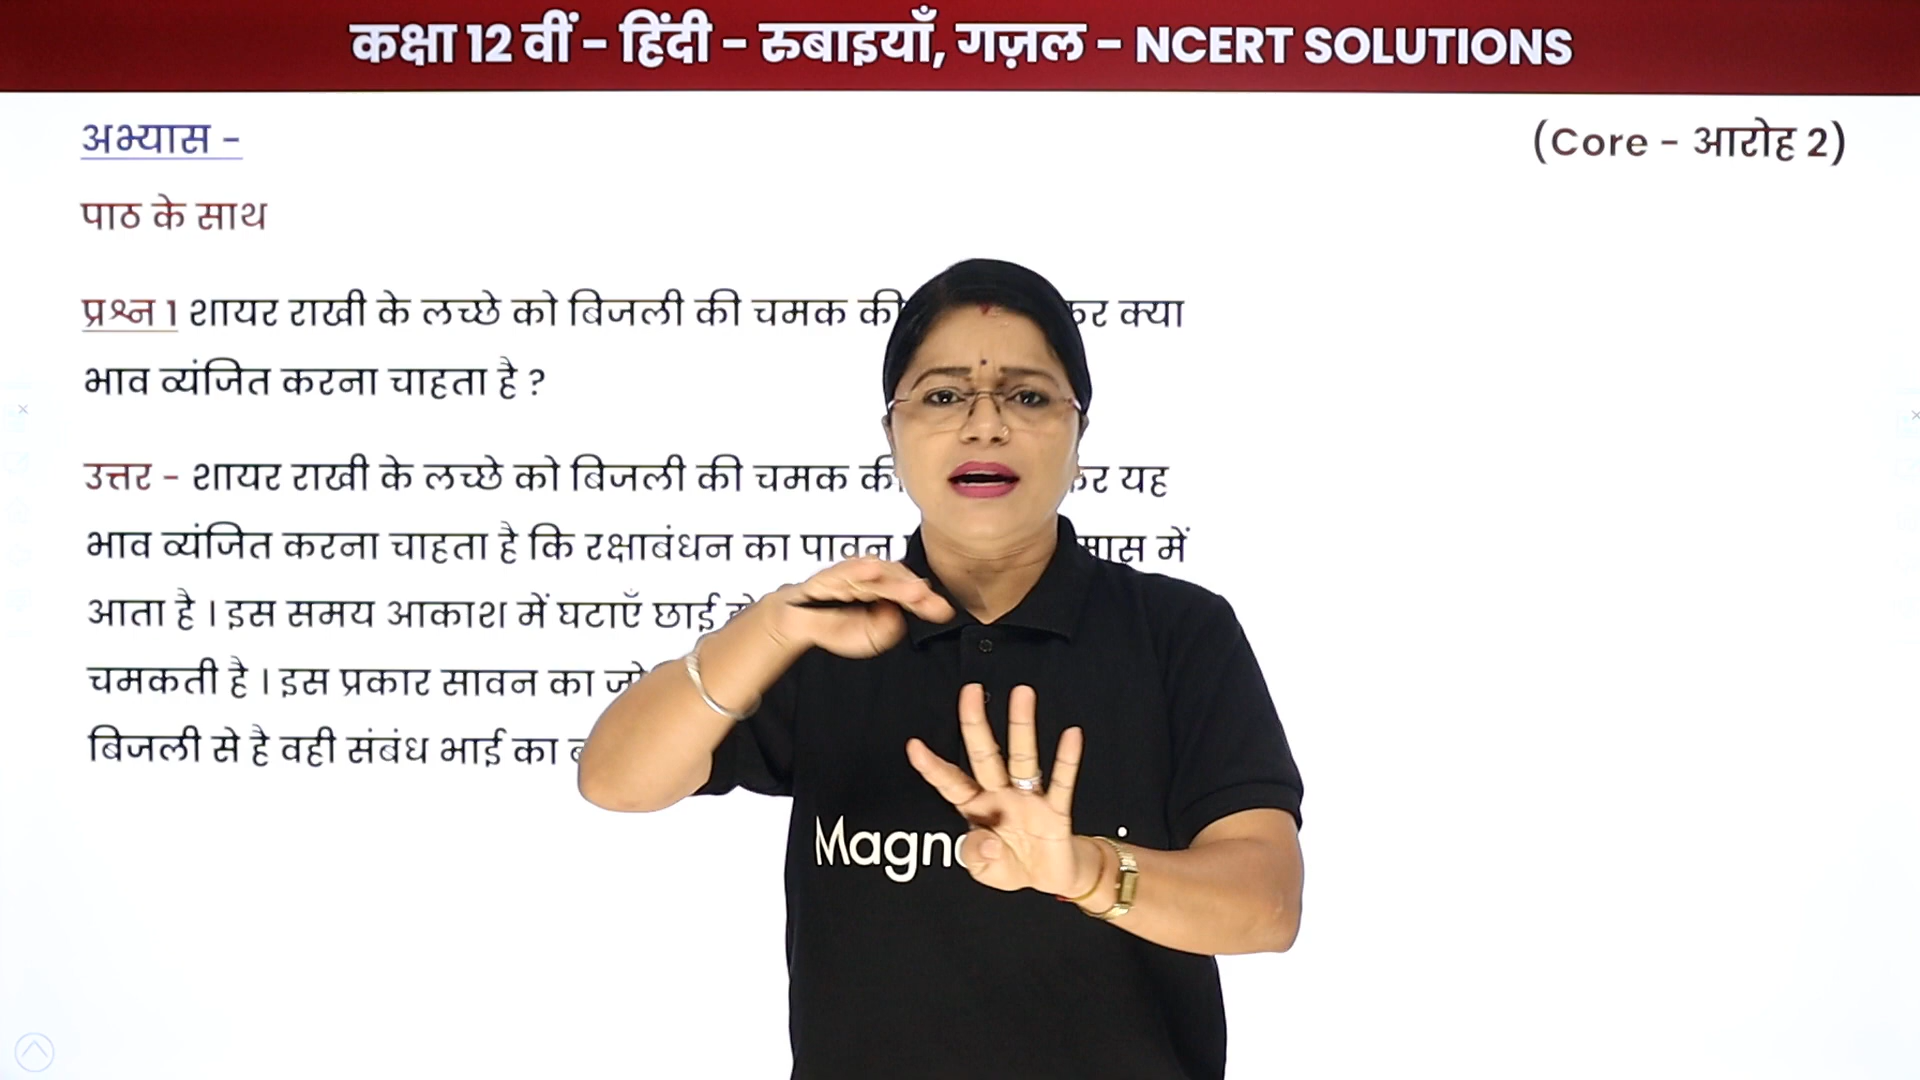 कक्षा 12 वीं - हिंदी - रुबाइयाँ, गज़ल - NCERT SOLUTIONS
अभ्यास -
(Core - आरोह 2)
पाठ के साथ
प्रश्न 1 शायर राखी के लच्छे को बिजली की चमक की कर क्या
भाव व्यंजित करना चाहता है ?
उत्तर - शायर राखी के लच्छे को बिजली की चमक की कर यह
भाव व्यंजित करना चाहता है कि रक्षाबंधन का पावन मास में
आता है । इस समय आकाश में घटाएँ छाई
चमकती है । इस प्रकार सावन का
बिजली से है वही संबंध भाई का
Magn